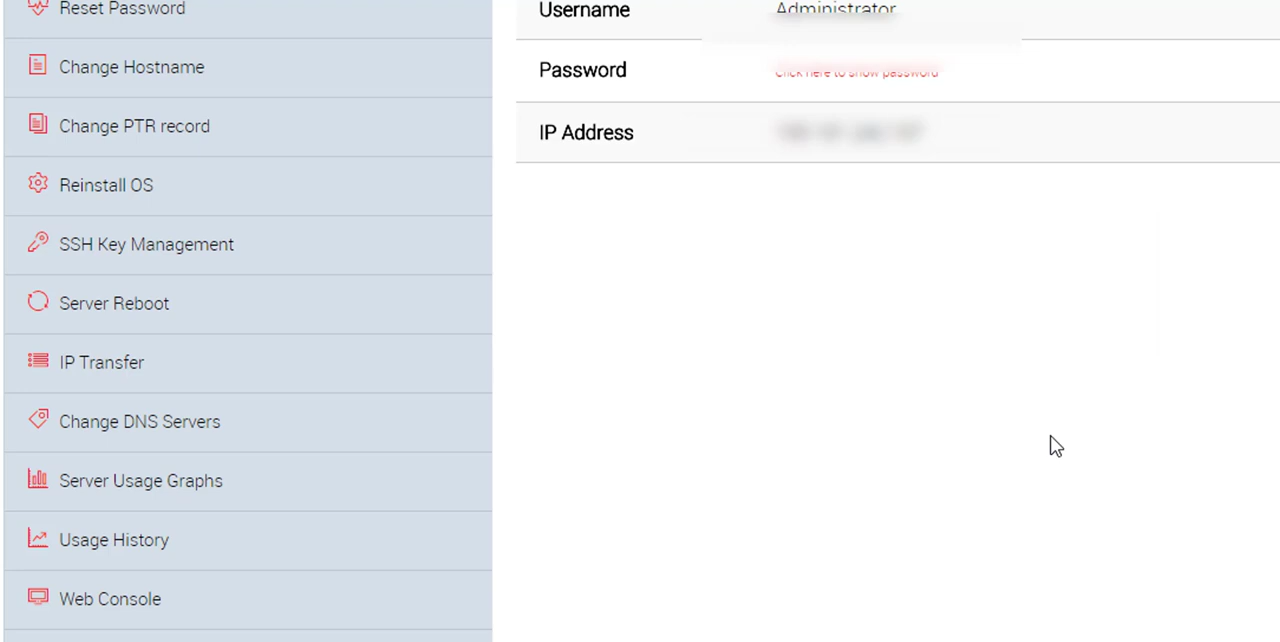 Reset Password
Change Hostname
Change PTR record
Reinstall OS
SSH Key Management
Server Reboot
IP Transfer
Change DNS Servers
Server Usage Graphs
Usage History
Web Console
Username Administrator
Password Click here to show password
IP Address